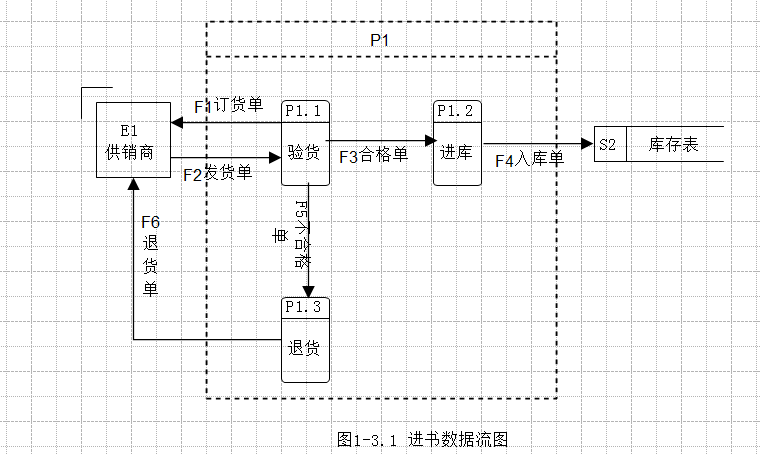 P1
F1订货单
P1.1
P1.2
E1
供销商
验货
F3合格单
进库
F4入库单
S2
库存表
F2发货单
F5不合格
单
F6
退
货
单
P1.3
退货
图1-3.1 进书数据流图